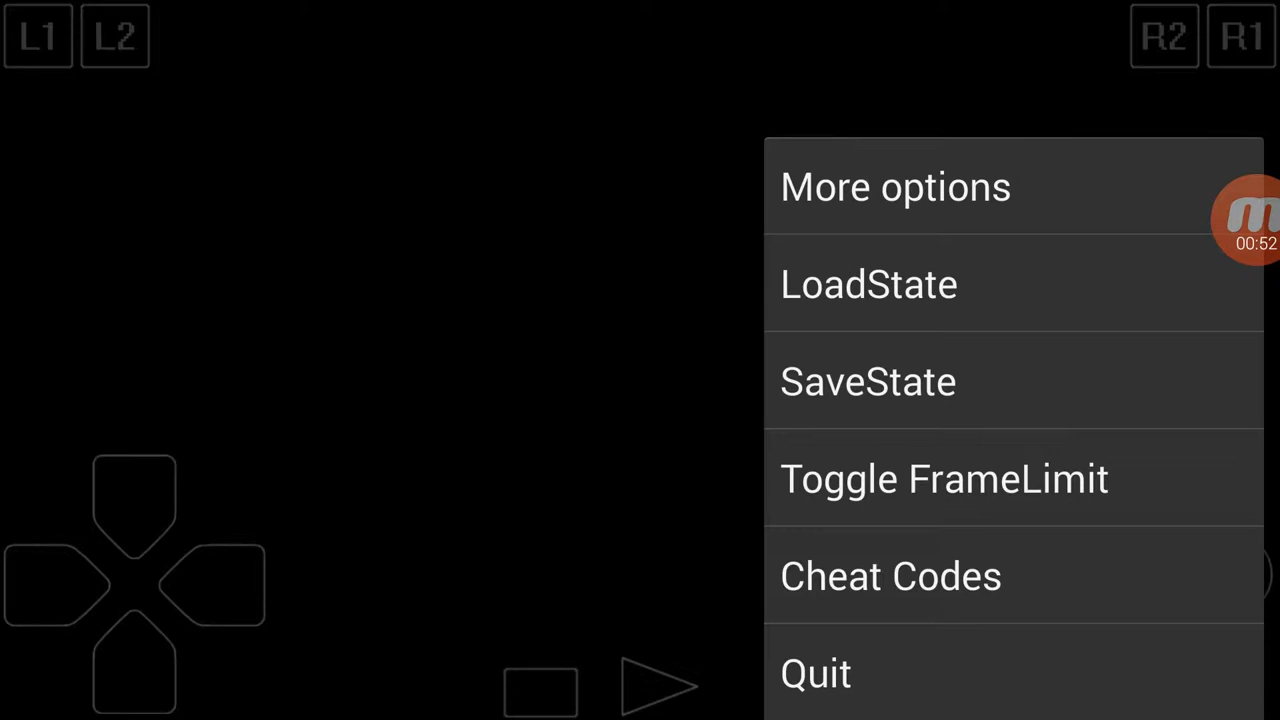 L1 L2 R2 R1
More options
LoadState
00:52
SaveState
Toggle FrameLimit
Cheat Codes
Quit